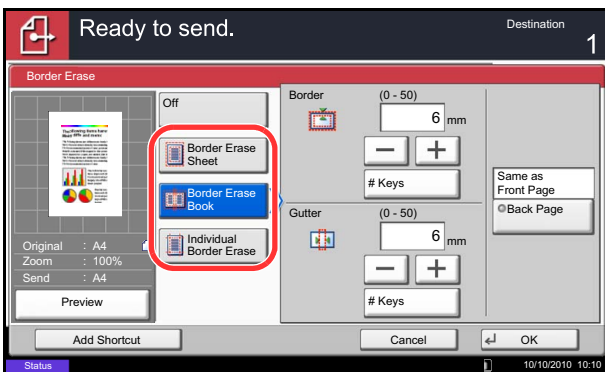 Ready to send.
Destination
1
Border Erase
Off
Border Erase
Sheet
Border Erase
Book
Individual
Border Erase
Original : A4
Zoom : 100%
Send : A4
Preview
Border (0 - 50)
6 mm
# Keys
Gutter (0 - 50)
6 mm
# Keys
Same as
Front Page
Back Page
Add Shortcut
Cancel
OK
Status
10/10/2010 10:10